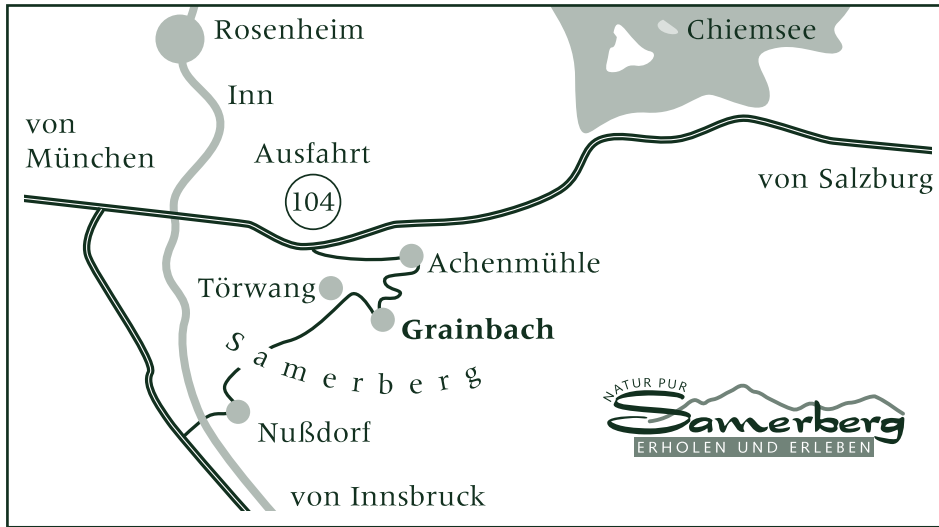 Rosenheim
Chiemsee
Inn
von
München
Ausfahrt
104
von Salzburg
Achenmühle
Törwang
Grainbach
Samerberg
Nußdorf
von Innsbruck
NATUR PUR
Samerberg
ERHOLEN UND ERLEBEN